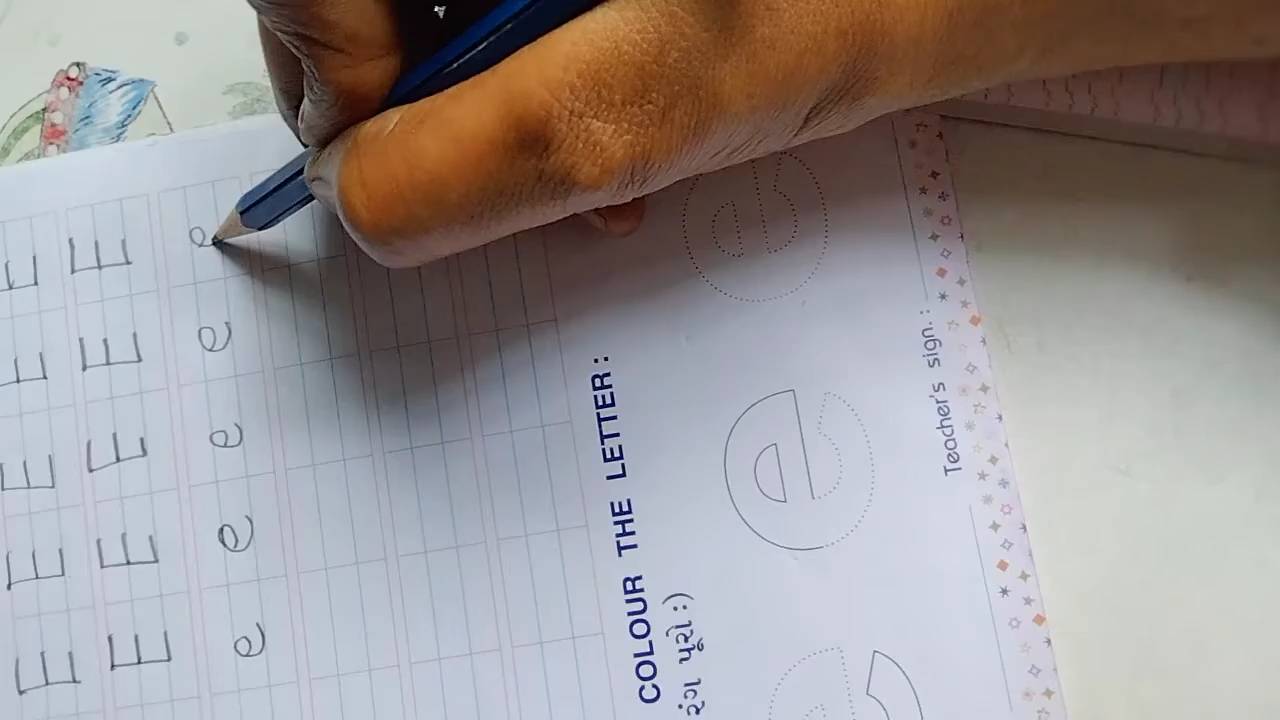 E E E E E
E E E E E
e e e e e
COLOUR THE LETTER :
રંગ પૂરો :)
e e
Teacher's sign. :